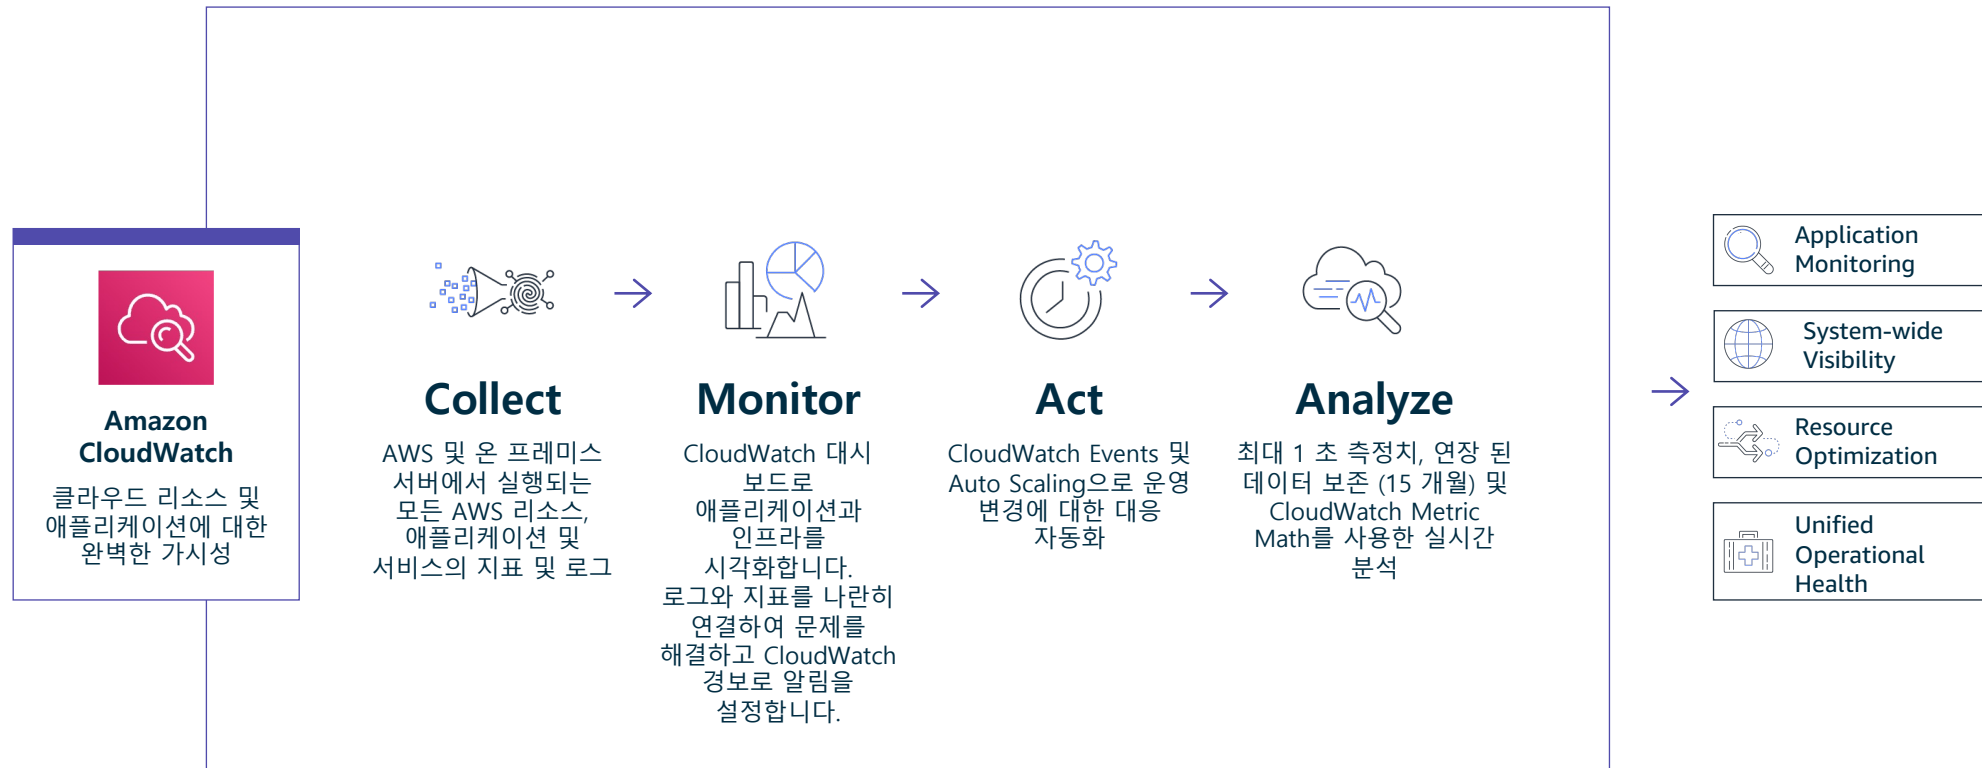 Amazon
CloudWatch
클라우드 리소스 및
애플리케이션에 대한
완벽한 가시성
Collect
AWS 및 온 프레미스
서버에서 실행되는
모든 AWS 리소스,
애플리케이션 및
서비스의 지표 및 로그
Monitor
CloudWatch 대시
보드로
애플리케이션과
인프라를
시각화합니다.
로그와 지표를 나란히
연결하여 문제를
해결하고 CloudWatch
경보로 알림을
설정합니다.
Act
CloudWatch Events 및
Auto Scaling으로 운영
변경에 대한 대응
자동화
Analyze
최대 1 초 측정치, 연장 된
데이터 보존 (15 개월) 및
CloudWatch Metric
Math를 사용한 실시간
분석
Application
Monitoring
System-wide
Visibility
Resource
Optimization
Unified
Operational
Health